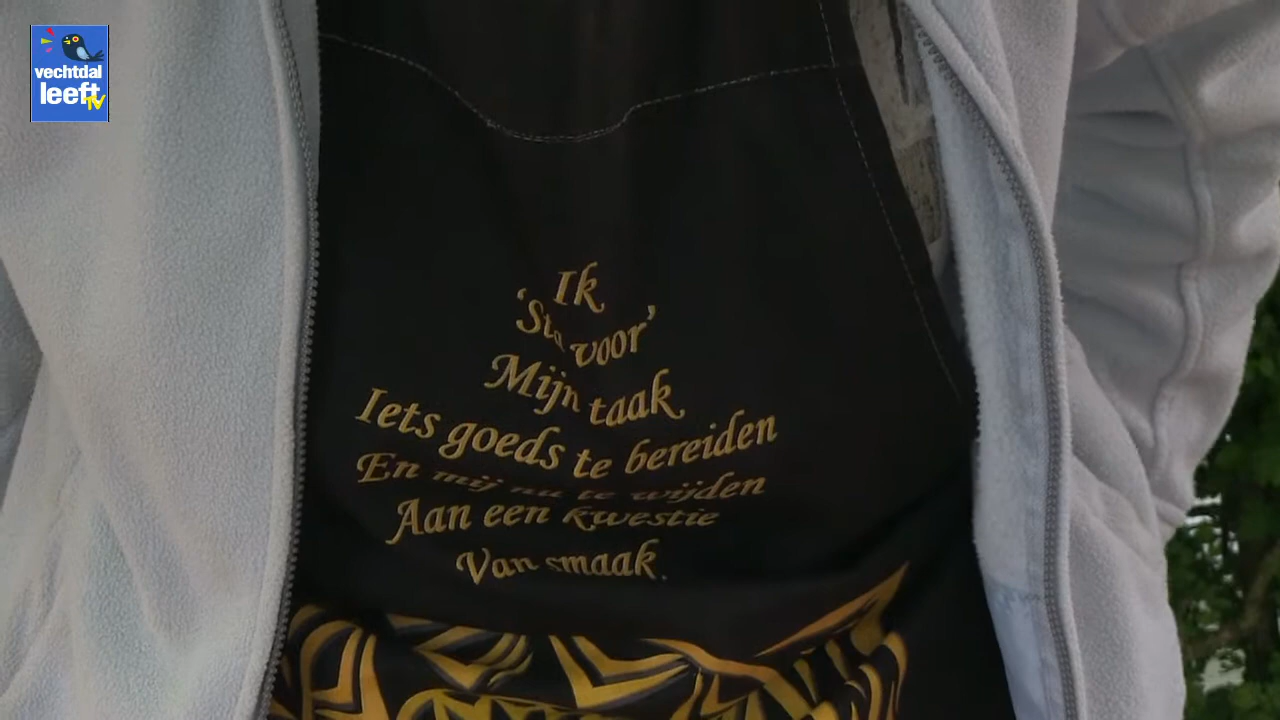 vechtdal
leeft
TV
Ik
'Sta voor'
Mijn taak
Iets goeds te bereiden
En mij nu te wijden
Aan een kwestie
Van smaak.